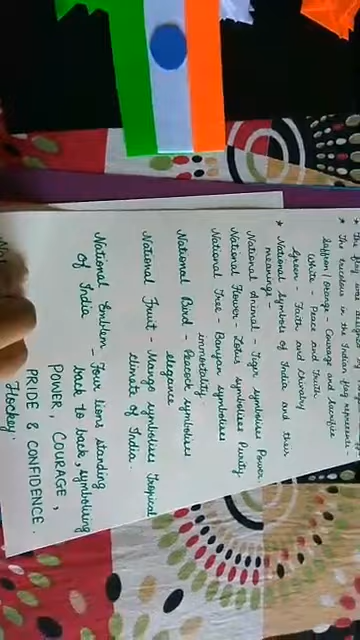 * The tricolour in the Indian flag represents-
Saffron/orange - Courage and Sacrifice
White - Peace and Truth
Green - Faith and Chivalry
* National symbols of India and their
meanings-
National Animal - Tiger symbolises Power.
National Flower - Lotus symbolises Purity.
National Tree - Banyan symbolises
immortality.
National Bird - Peacock symbolises
elegance
National Fruit - Mango symbolises Tropical
climate of India.
National Emblem - Four lions standing
of India back to back, symbolising
POWER, COURAGE,
PRIDE & CONFIDENCE.
Hockey.